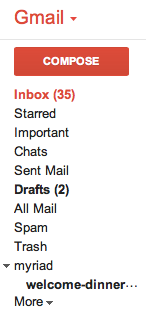 Gmail
COMPOSE
Inbox (35)
Starred
Important
Chats
Sent Mail
Drafts (2)
All Mail
Spam
Trash
myriad
welcome-dinner...
More